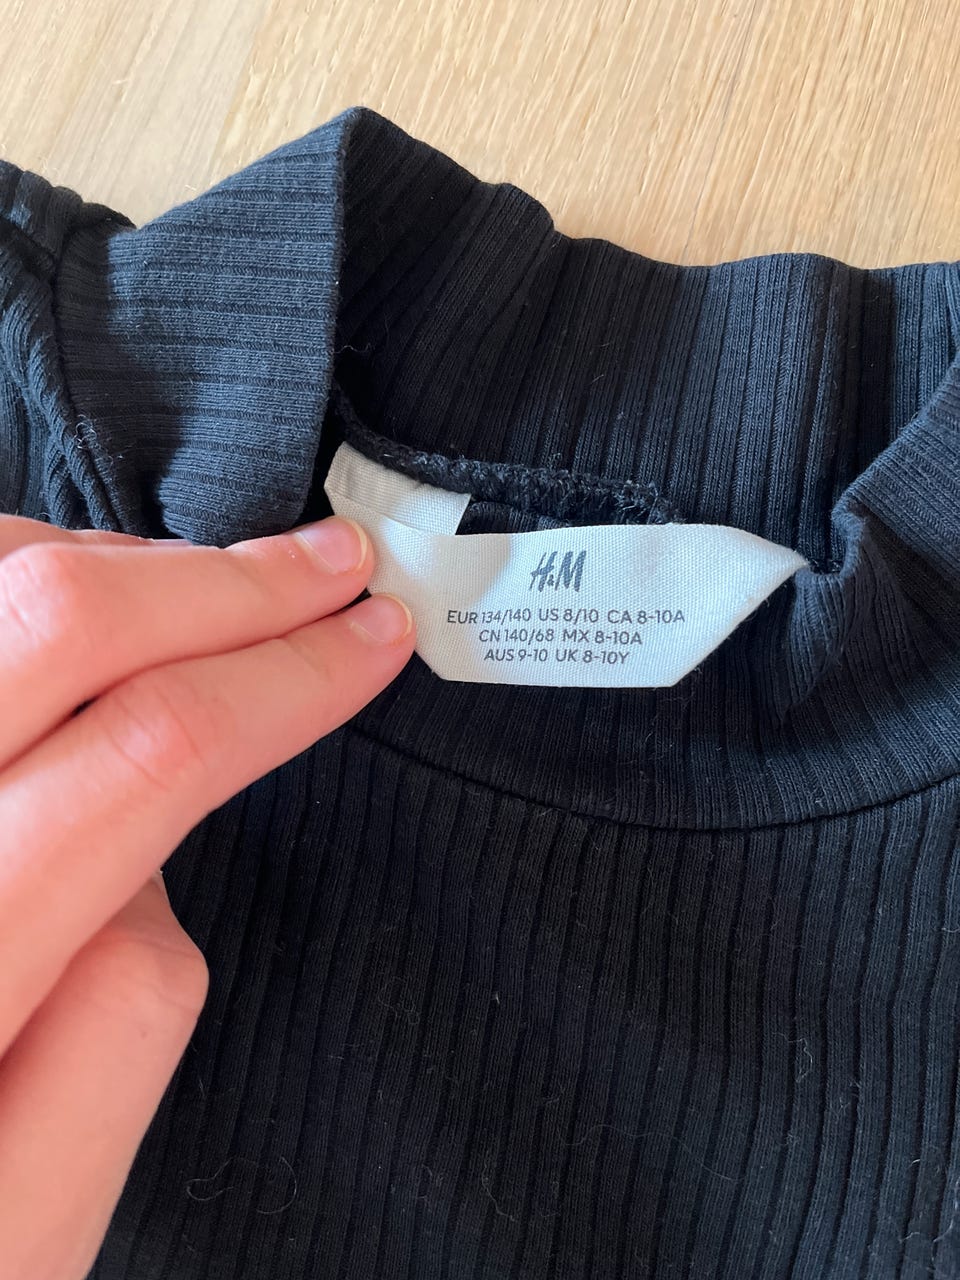 H&M
EUR 134/140 US 8/10 CA 8-10A
CN 140/68 MX 8-10A
AUS 9-10 UK 8-10Y